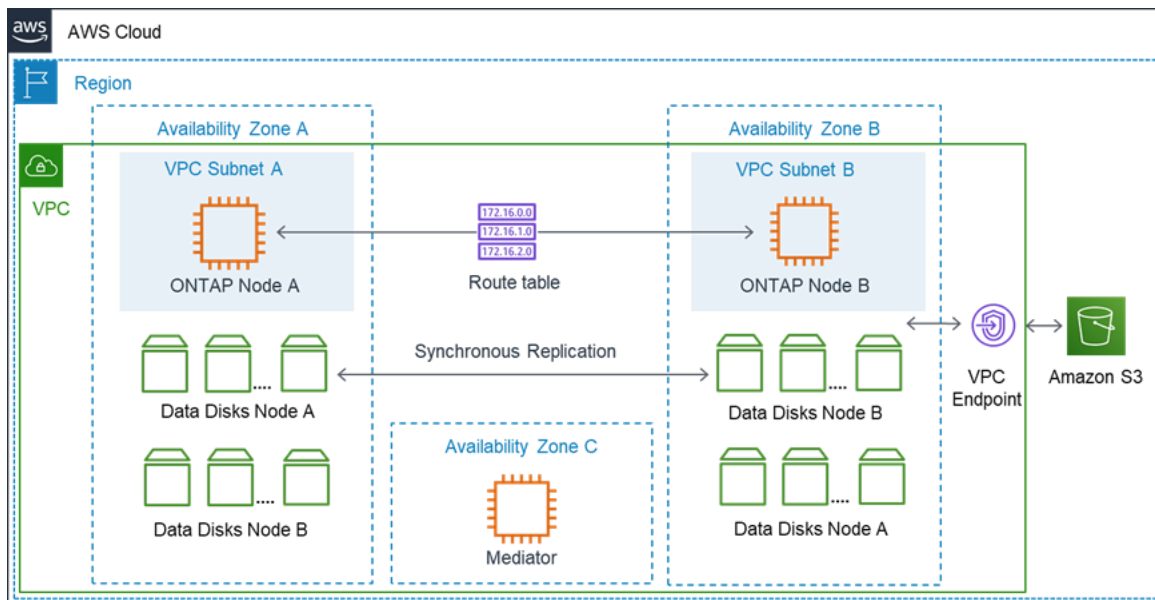 aws
AWS Cloud
Region
Availability Zone A
Availability Zone B
VPC Subnet A
VPC Subnet B
VPC
172.16.0.0
172.16.1.0
172.16.2.0
ONTAP Node A
Route table
ONTAP Node B
Synchronous Replication
....
....
Data Disks Node A
Data Disks Node B
VPC
Endpoint
Amazon S3
Availability Zone C
....
....
Data Disks Node B
Mediator
Data Disks Node A